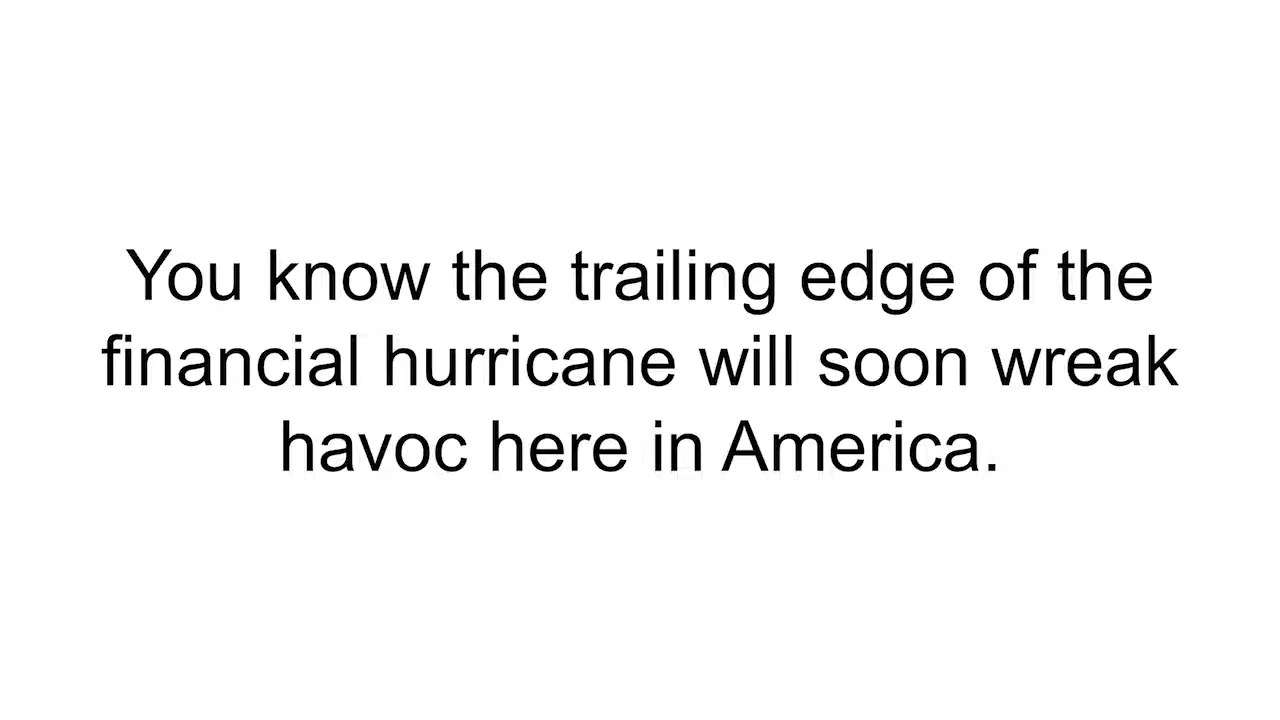 You know the trailing edge of the
financial hurricane will soon wreak
havoc here in America.